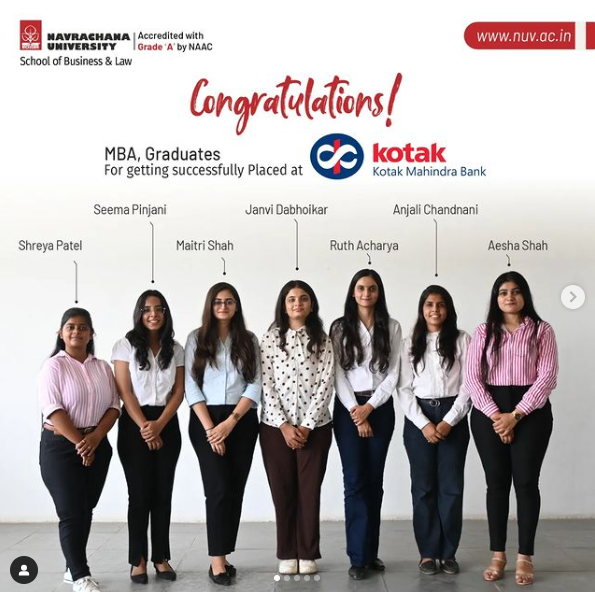 NAVRACHANA
UNIVERSITY
Accredited with
Grade 'A' by NAAC
School of Business & Law
www.nuv.ac.in
Congratulations!
MBA, Graduates
For getting successfully Placed at
kotak
Kotak Mahindra Bank
Seema Pinjani
Janvi Dabhoikar
Anjali Chandnani
Shreya Patel
Maitri Shah
Ruth Acharya
Aesha Shah